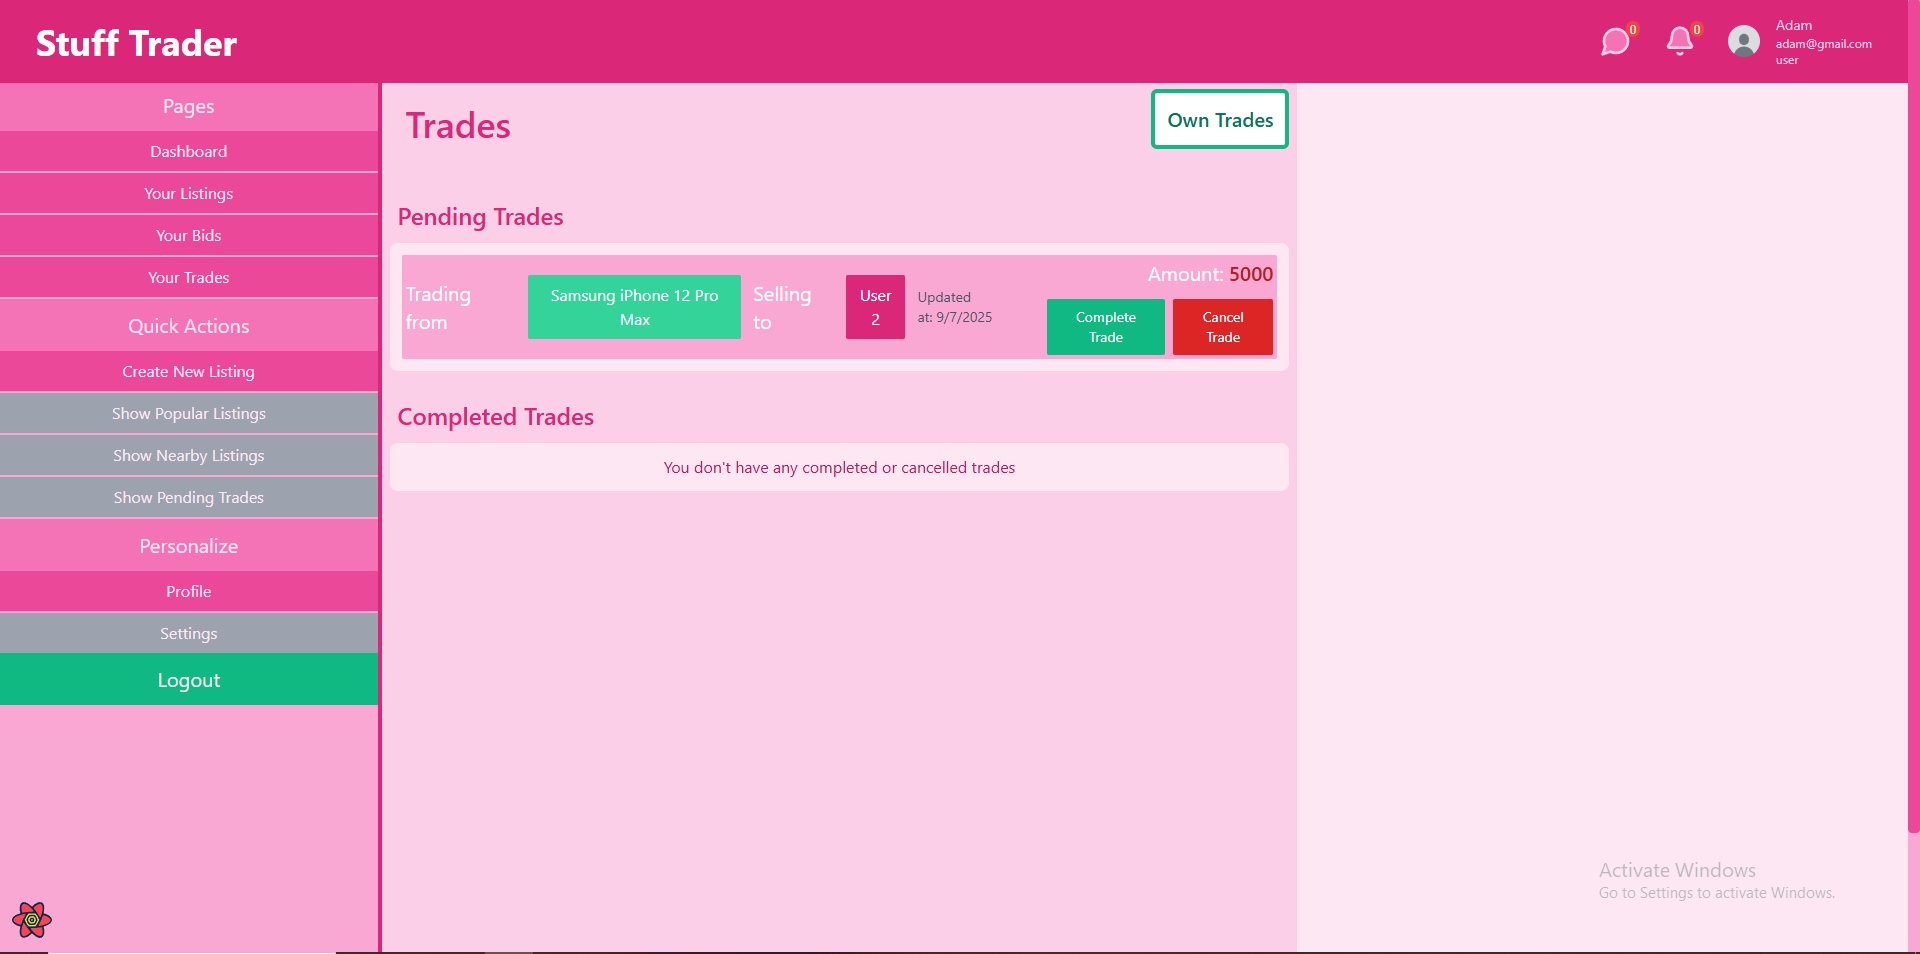 Stuff Trader
0
0
Adam
adam@gmail.com
user
Pages
Dashboard
Your Listings
Your Bids
Your Trades
Quick Actions
Create New Listing
Show Popular Listings
Show Nearby Listings
Show Pending Trades
Personalize
Profile
Settings
Logout
Trades
Own Trades
Pending Trades
Trading
from
Samsung iPhone 12 Pro
Max
Selling
to
User
2
Updated
at: 9/7/2025
Amount: 5000
Complete
Trade
Cancel
Trade
Completed Trades
You don't have any completed or cancelled trades
Activate Windows
Go to Settings to activate Windows.